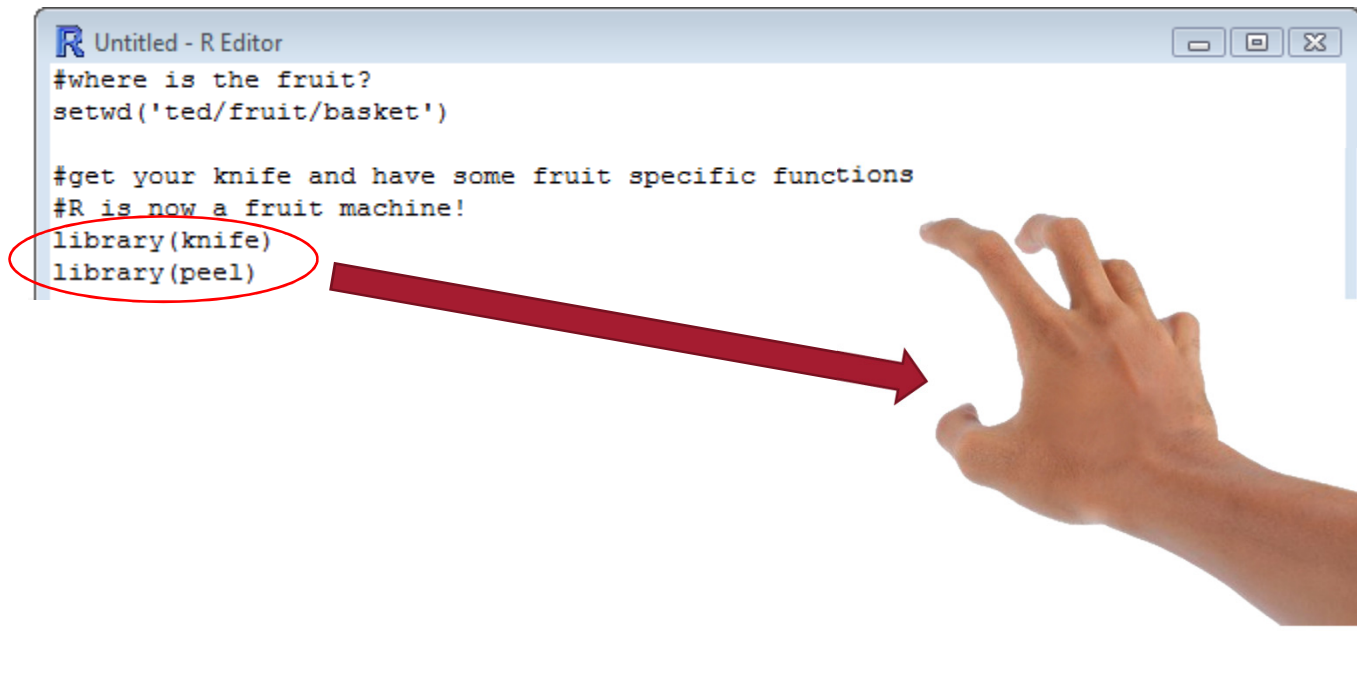 Untitled - R Editor
#where is the fruit?
setwd('ted/fruit/basket')
#get your knife and have some fruit specific functions
#R is now a fruit machine!
library(knife)
library(peel)